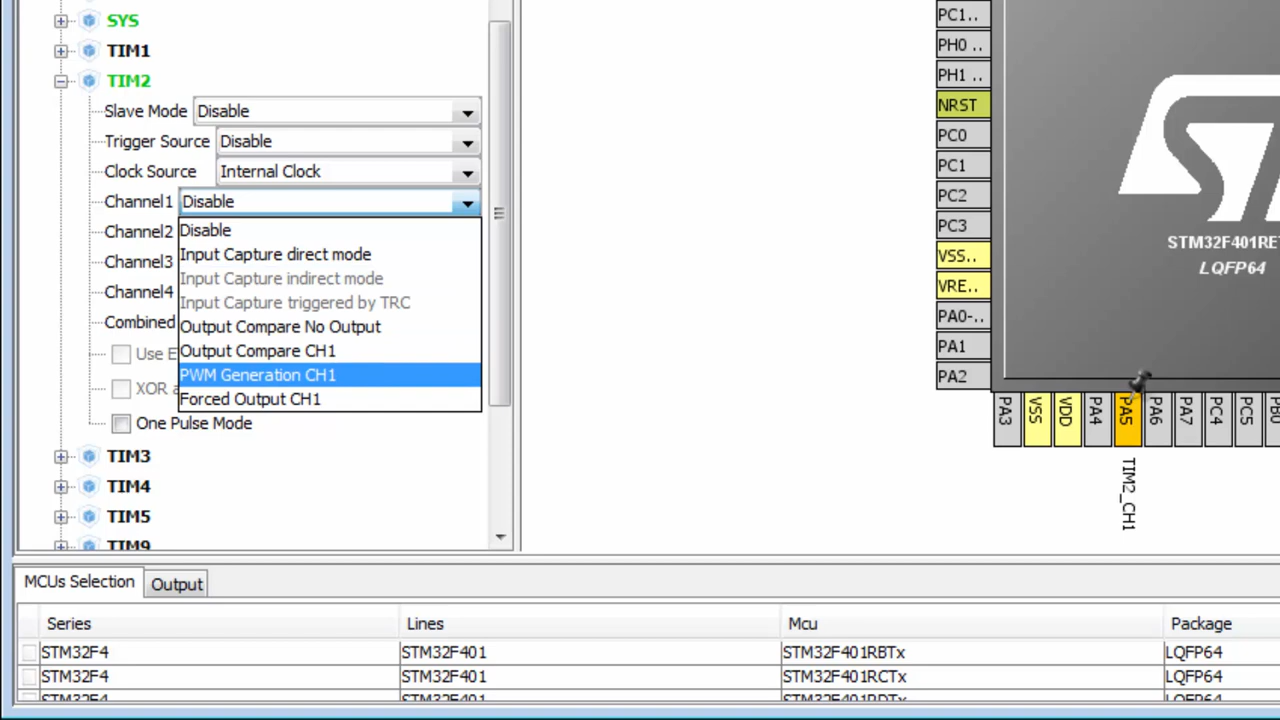 SYS
TIM1
TIM2
Slave Mode Disable
Trigger Source Disable
Clock Source Internal Clock
Channel1 Disable
Channel2
Channel3
Channel4
Combined
Disable
Input Capture direct mode
Input Capture indirect mode
Input Capture triggered by TRC
Output Compare No Output
Output Compare CH1
PWM Generation CH1
Forced Output CH1
Use E
XOR a
One Pulse Mode
TIM3
TIM4
TIM5
TIM9
PC1..
PH0 ..
PH1 ..
NRST
PC0
PC1
PC2
PC3
VSS..
VRE..
PA0-..
PA1
PA2
STM32F401RET
LQFP64
PA3
VSS
VDD
PA4
PA5
PA6
PA7
PC4
PC5
PB0
TIM2_CH1
MCUs Selection Output
Series Lines Mcu Package
STM32F4 STM32F401 STM32F401RBTx LQFP64
STM32F4 STM32F401 STM32F401RCTx LQFP64
STM32F4 STM32F401 STM32F401RDTx LQFP64